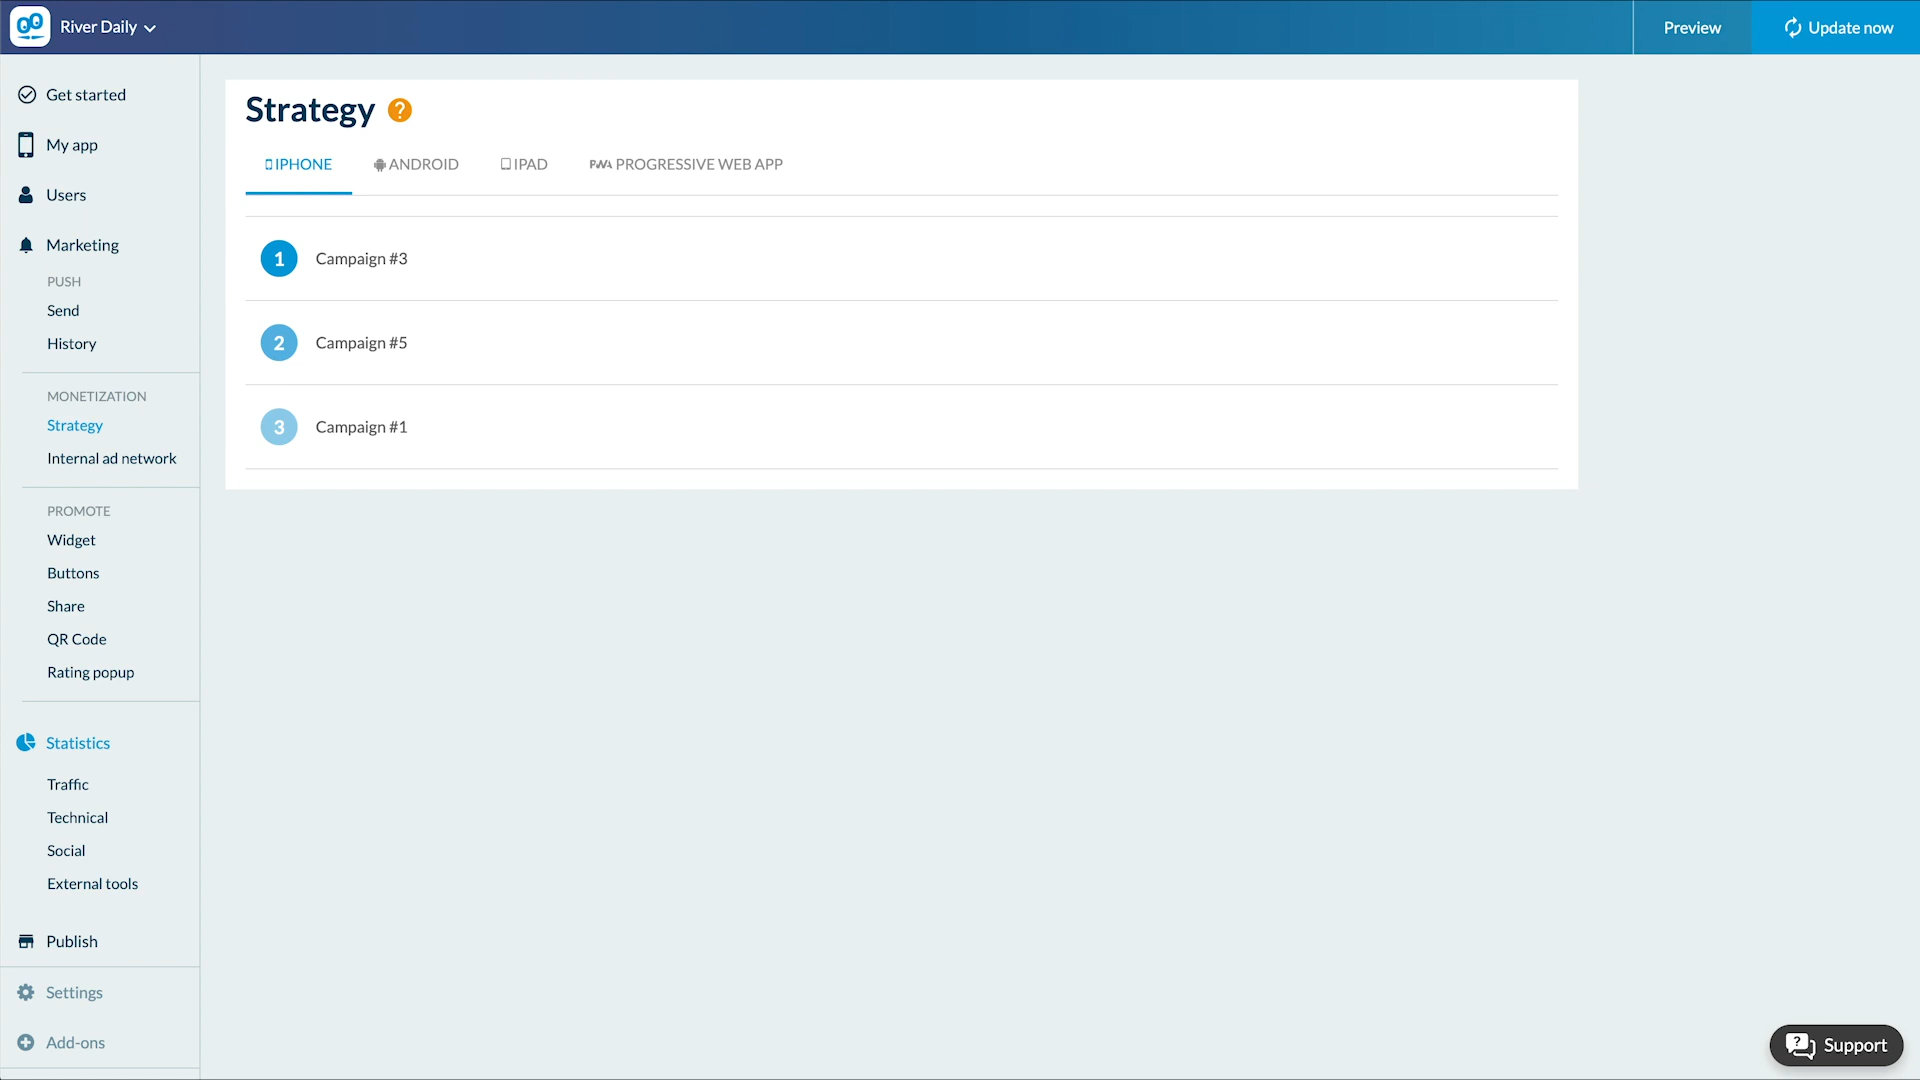 River Daily
Preview
Update now
Get started
My app
Users
Marketing
PUSH
Send
History
MONETIZATION
Strategy
Internal ad network
PROMOTE
Widget
Buttons
Share
QR Code
Rating popup
Statistics
Traffic
Technical
Social
External tools
Publish
Settings
Add-ons
Strategy ?
IPHONE ANDROID IPAD PWA PROGRESSIVE WEB APP
1 Campaign #3
2 Campaign #5
3 Campaign #1
? Support